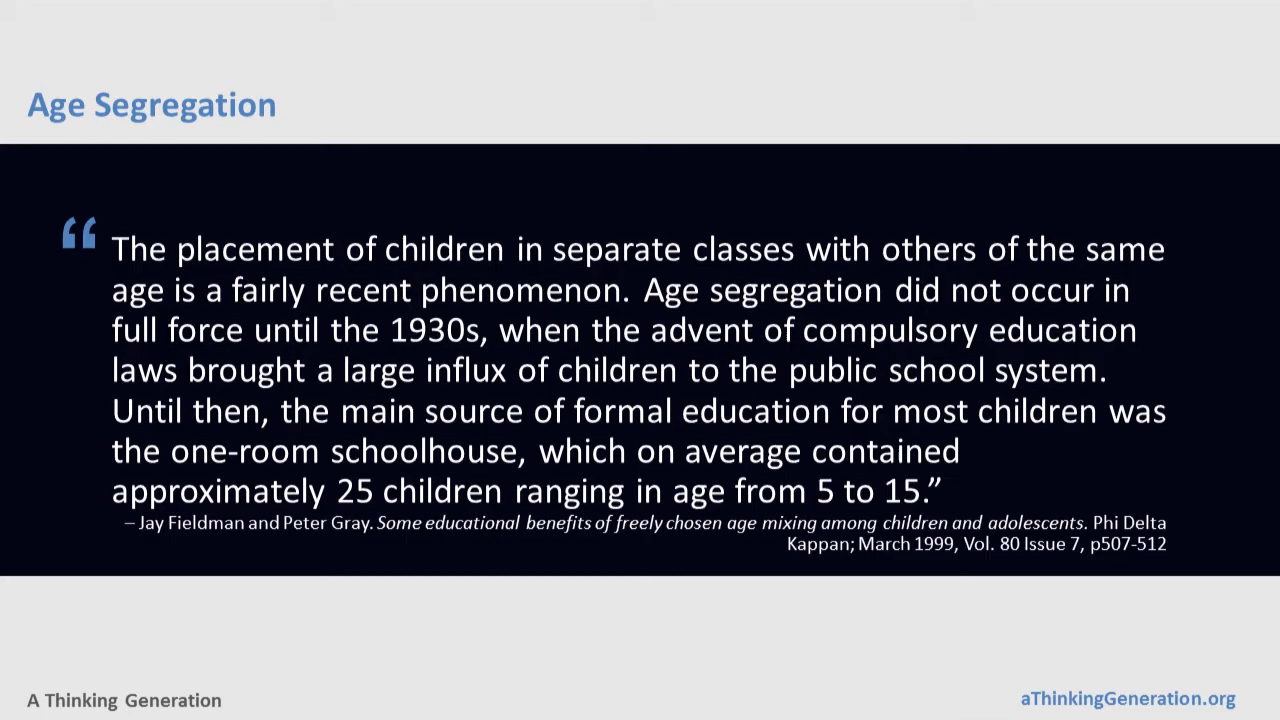 Age Segregation
“The placement of children in separate classes with others of the same
age is a fairly recent phenomenon. Age segregation did not occur in
full force until the 1930s, when the advent of compulsory education
laws brought a large influx of children to the public school system.
Until then, the main source of formal education for most children was
the one-room schoolhouse, which on average contained
approximately 25 children ranging in age from 5 to 15.”
– Jay Fieldman and Peter Gray. Some educational benefits of freely chosen age mixing among children and adolescents. Phi Delta
Kappan; March 1999, Vol. 80 Issue 7, p507-512
A Thinking Generation
aThinkingGeneration.org